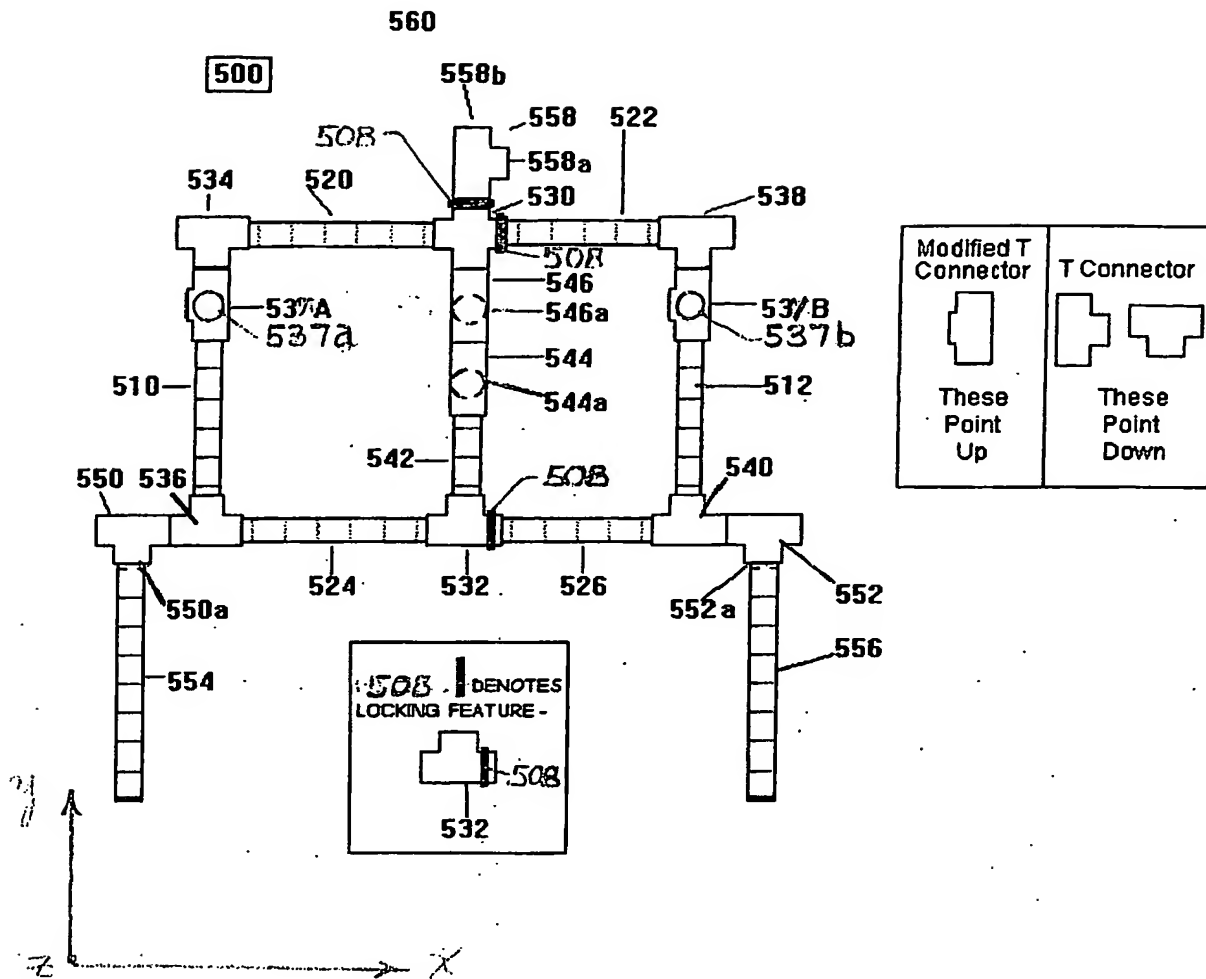 560
500
558b
508
558
522
558a
534
520
530
538
508
546
537A
546a
537B
537a
537b
544
510
512
544a
542
508
550
536
540
524
532
526
550a
552a
552
554
556
508 DENOTES
LOCKING FEATURE -
508
532
Modified T
Connector
These
Point
Up
T Connector
These
Point
Down
y
z
x